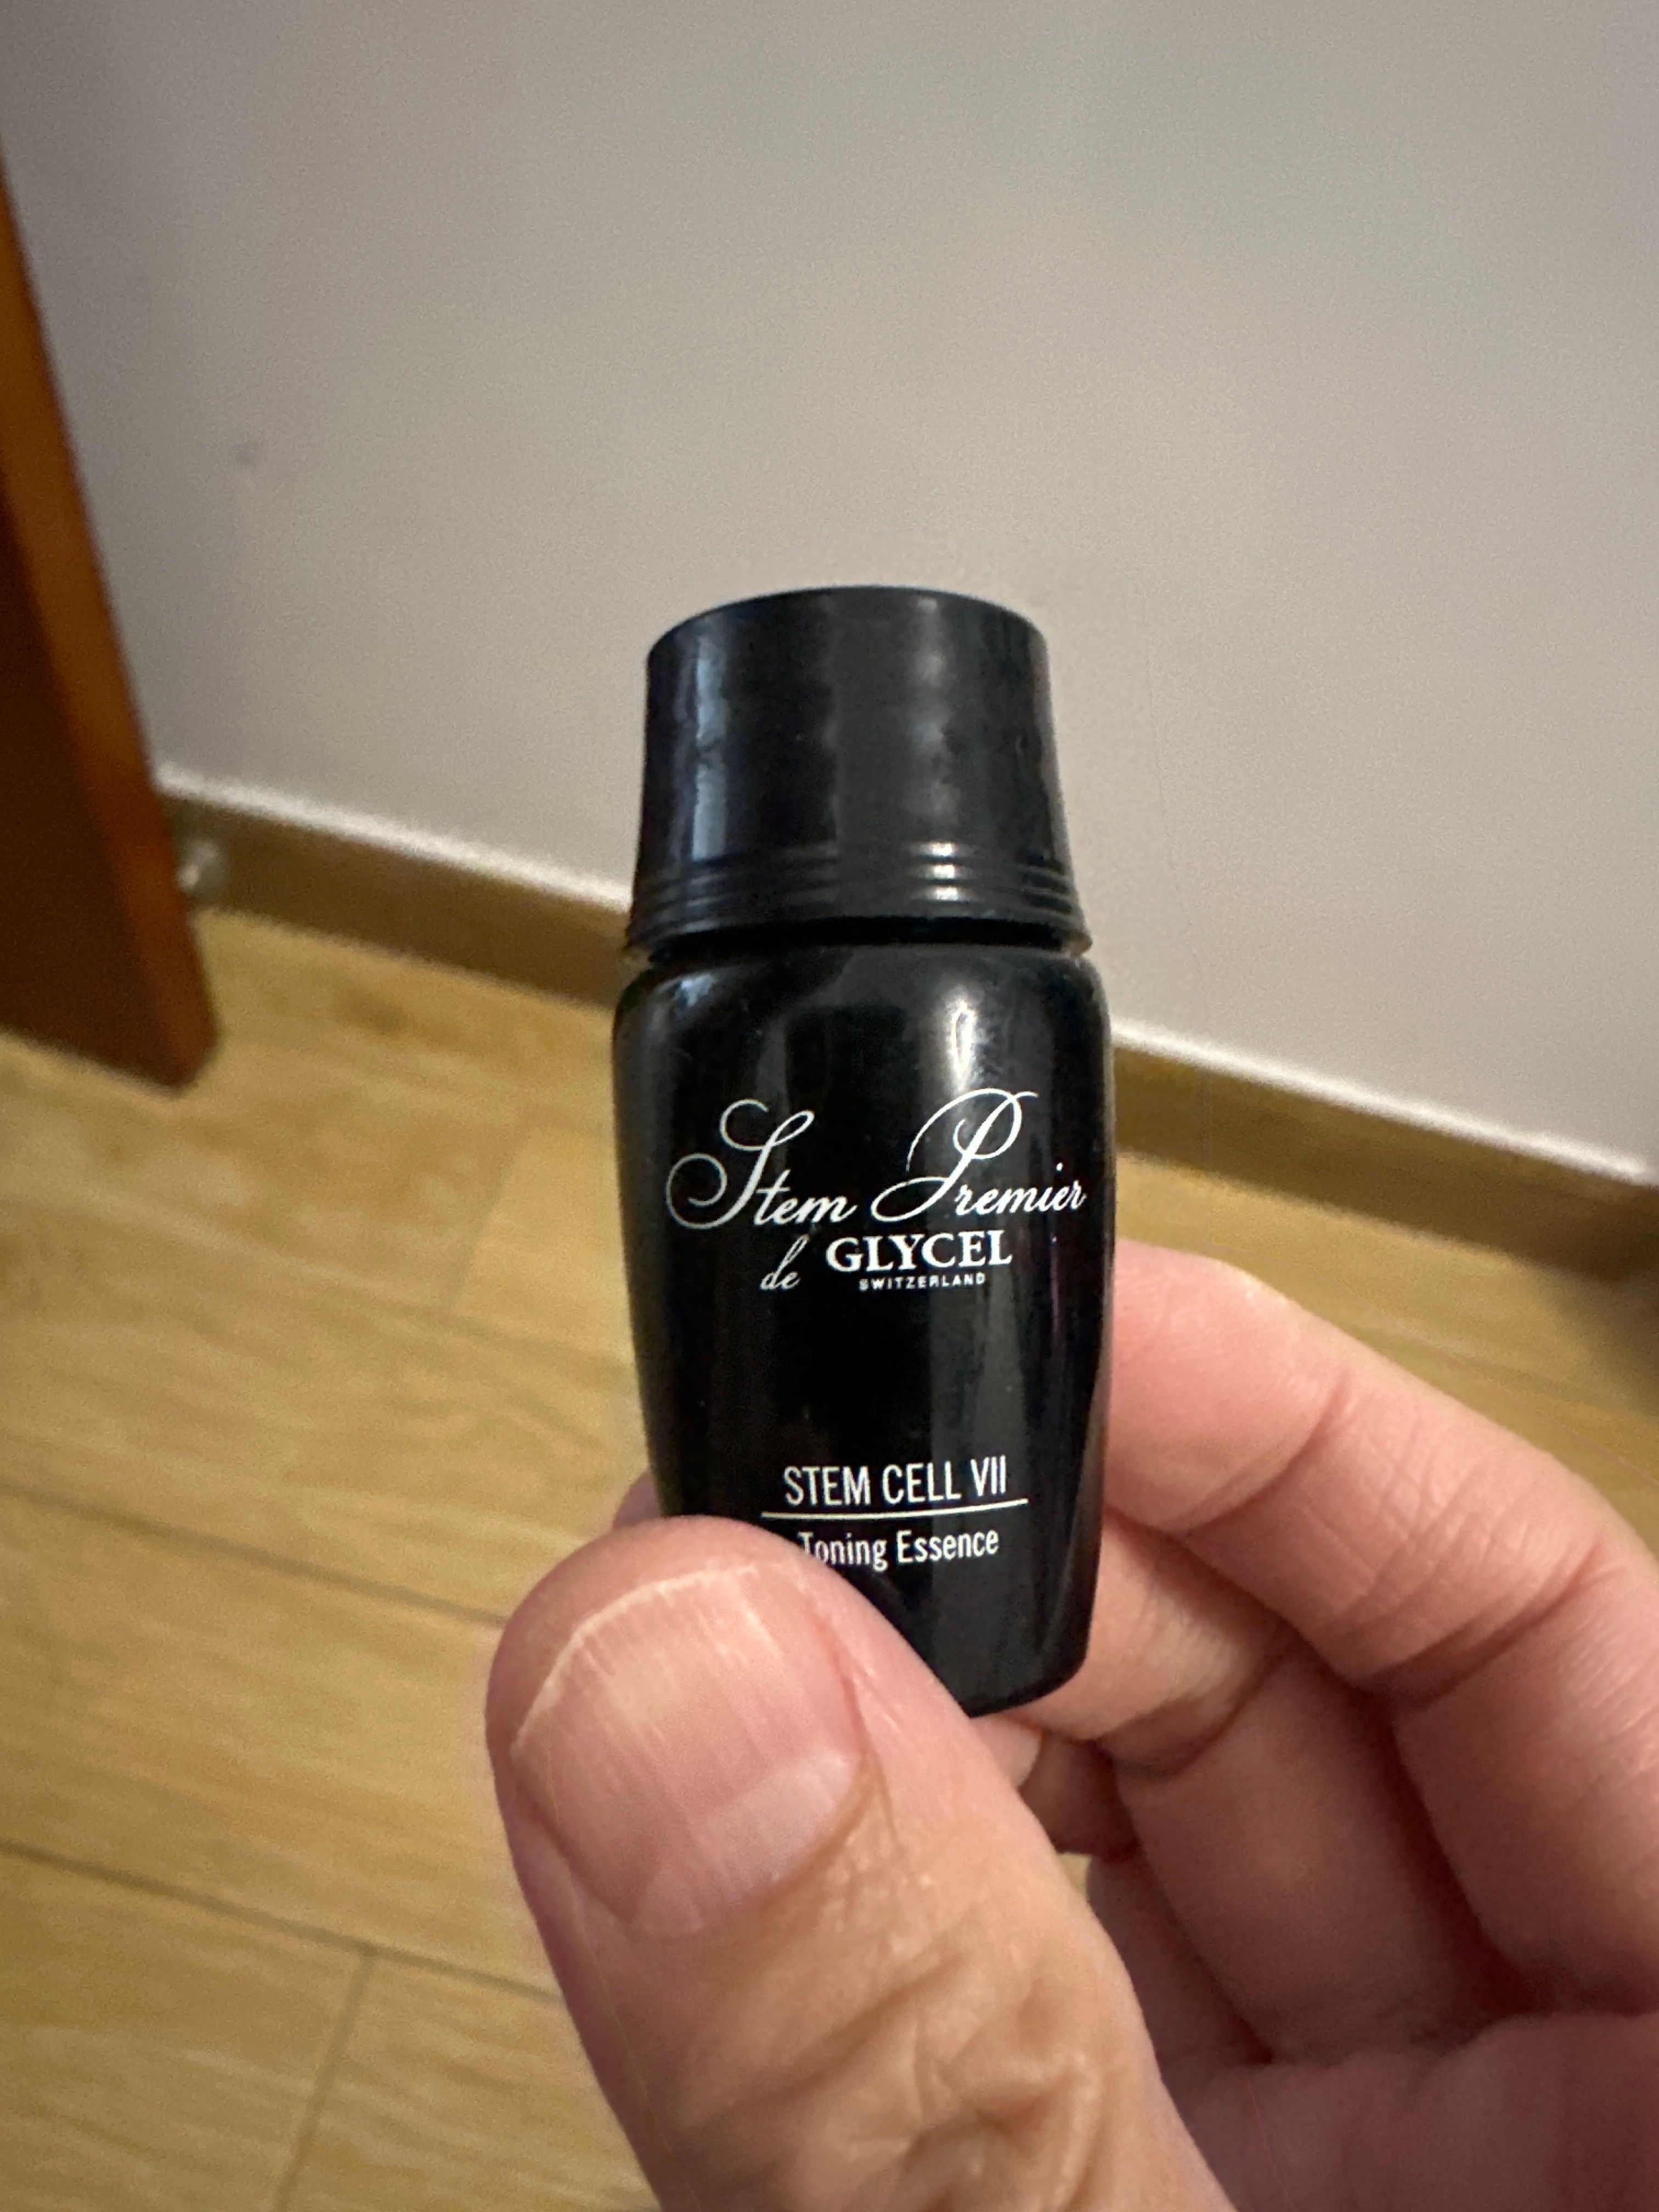 Stem Premier
de GLYCEL
SWITZERLAND
STEM CELL VII
Toning Essence